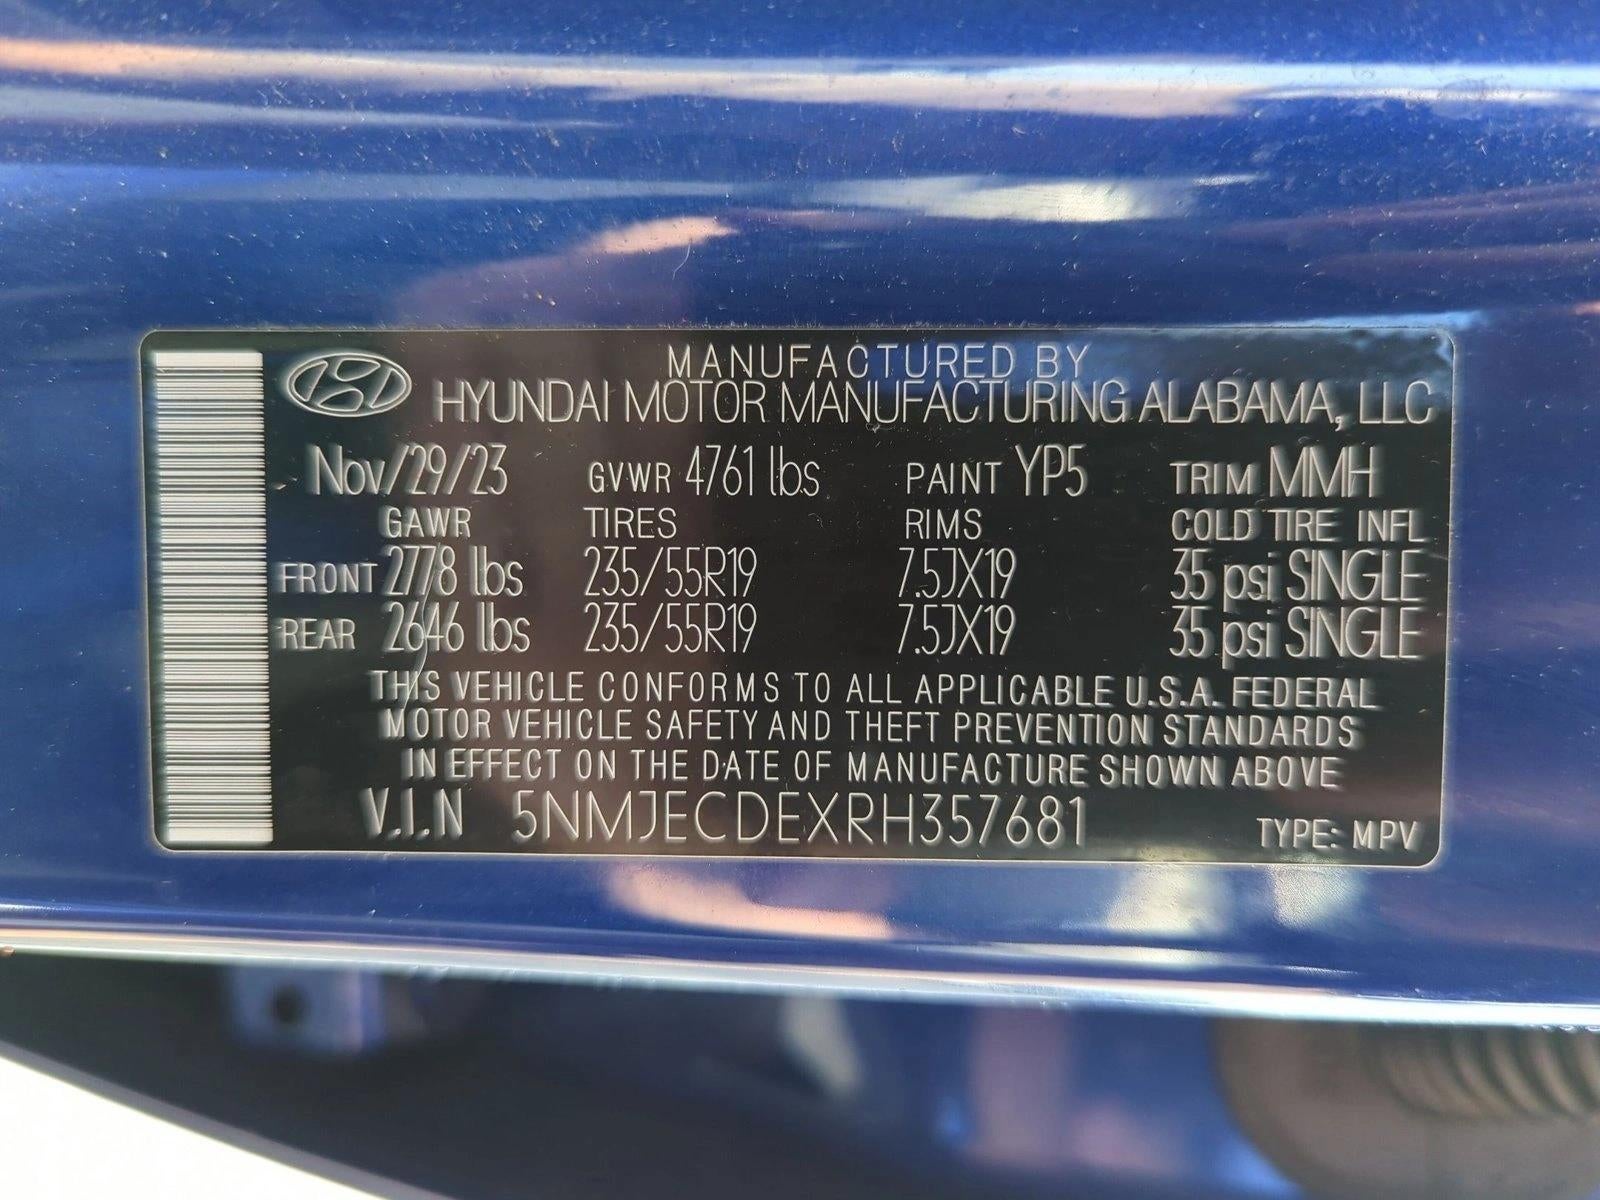 MANUFACTURED BY
HYUNDAI MOTOR MANUFACTURING ALABAMA, LLC
Nov/29/23 GVWR 4761 lbs PAINT YP5 TRIM MMH
GAWR TIRES RIMS COLD TIRE INFL
FRONT 2778 lbs 235/55R19 7.5JX19 35 psi SINGLE
REAR 2646 lbs 235/55R19 7.5JX19 35 psi SINGLE
THIS VEHICLE CONFORMS TO ALL APPLICABLE U.S.A. FEDERAL
MOTOR VEHICLE SAFETY AND THEFT PREVENTION STANDARDS
IN EFFECT ON THE DATE OF MANUFACTURE SHOWN ABOVE
V.I.N 5NMJECDEXRH357681 TYPE: MPV